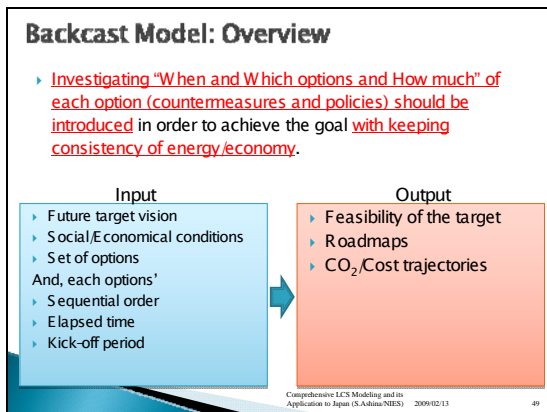 Backcast Model: Overview
Investigating “When and Which options and How much” of
each option (countermeasures and policies) should be
introduced in order to achieve the goal with keeping
consistency of energy/economy.
Input
Future target vision
Social/Economical conditions
Set of options
And, each options’
Sequential order
Elapsed time
Kick-off period
Output
Feasibility of the target
Roadmaps
CO2/Cost trajectories
Comprehensive LCS Modeling and its
Application to Japan (S.Ashina/NIES) 2009/02/13 49